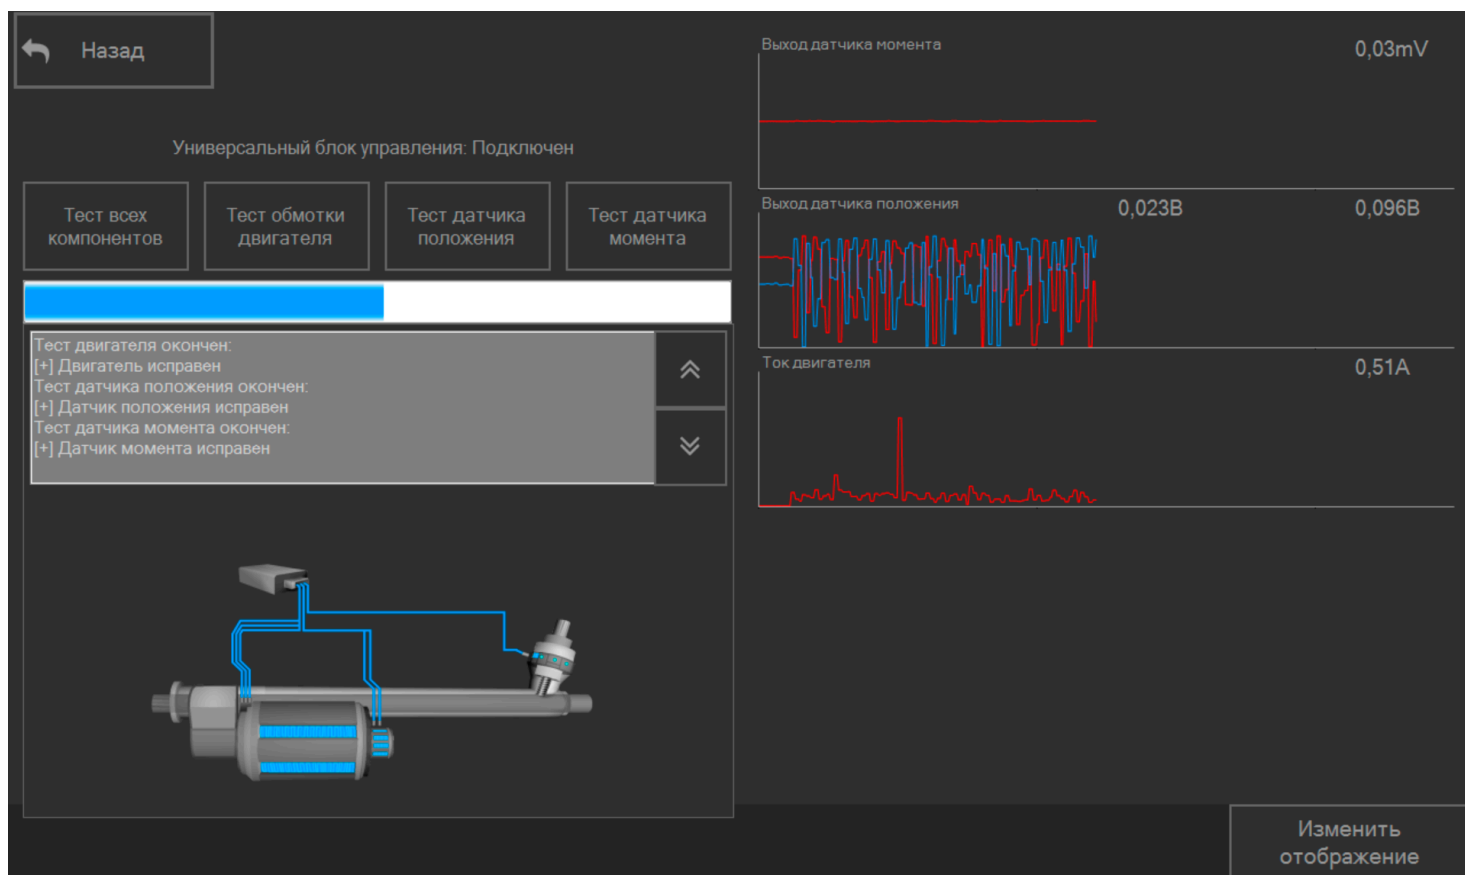 Назад
Универсальный блок управления: Подключен
Тест всех
компонентов
Тест обмотки
двигателя
Тест датчика
положения
Тест датчика
момента
Тест двигателя окончен:
[+] Двигатель исправен
Тест датчика положения окончен:
[+] Датчик положения исправен
Тест датчика момента окончен:
[+] Датчик момента исправен
Выход датчика момента
0,03mV
Выход датчика положения
0,023В
0,096В
Ток двигателя
0,51А
Изменить
отображение